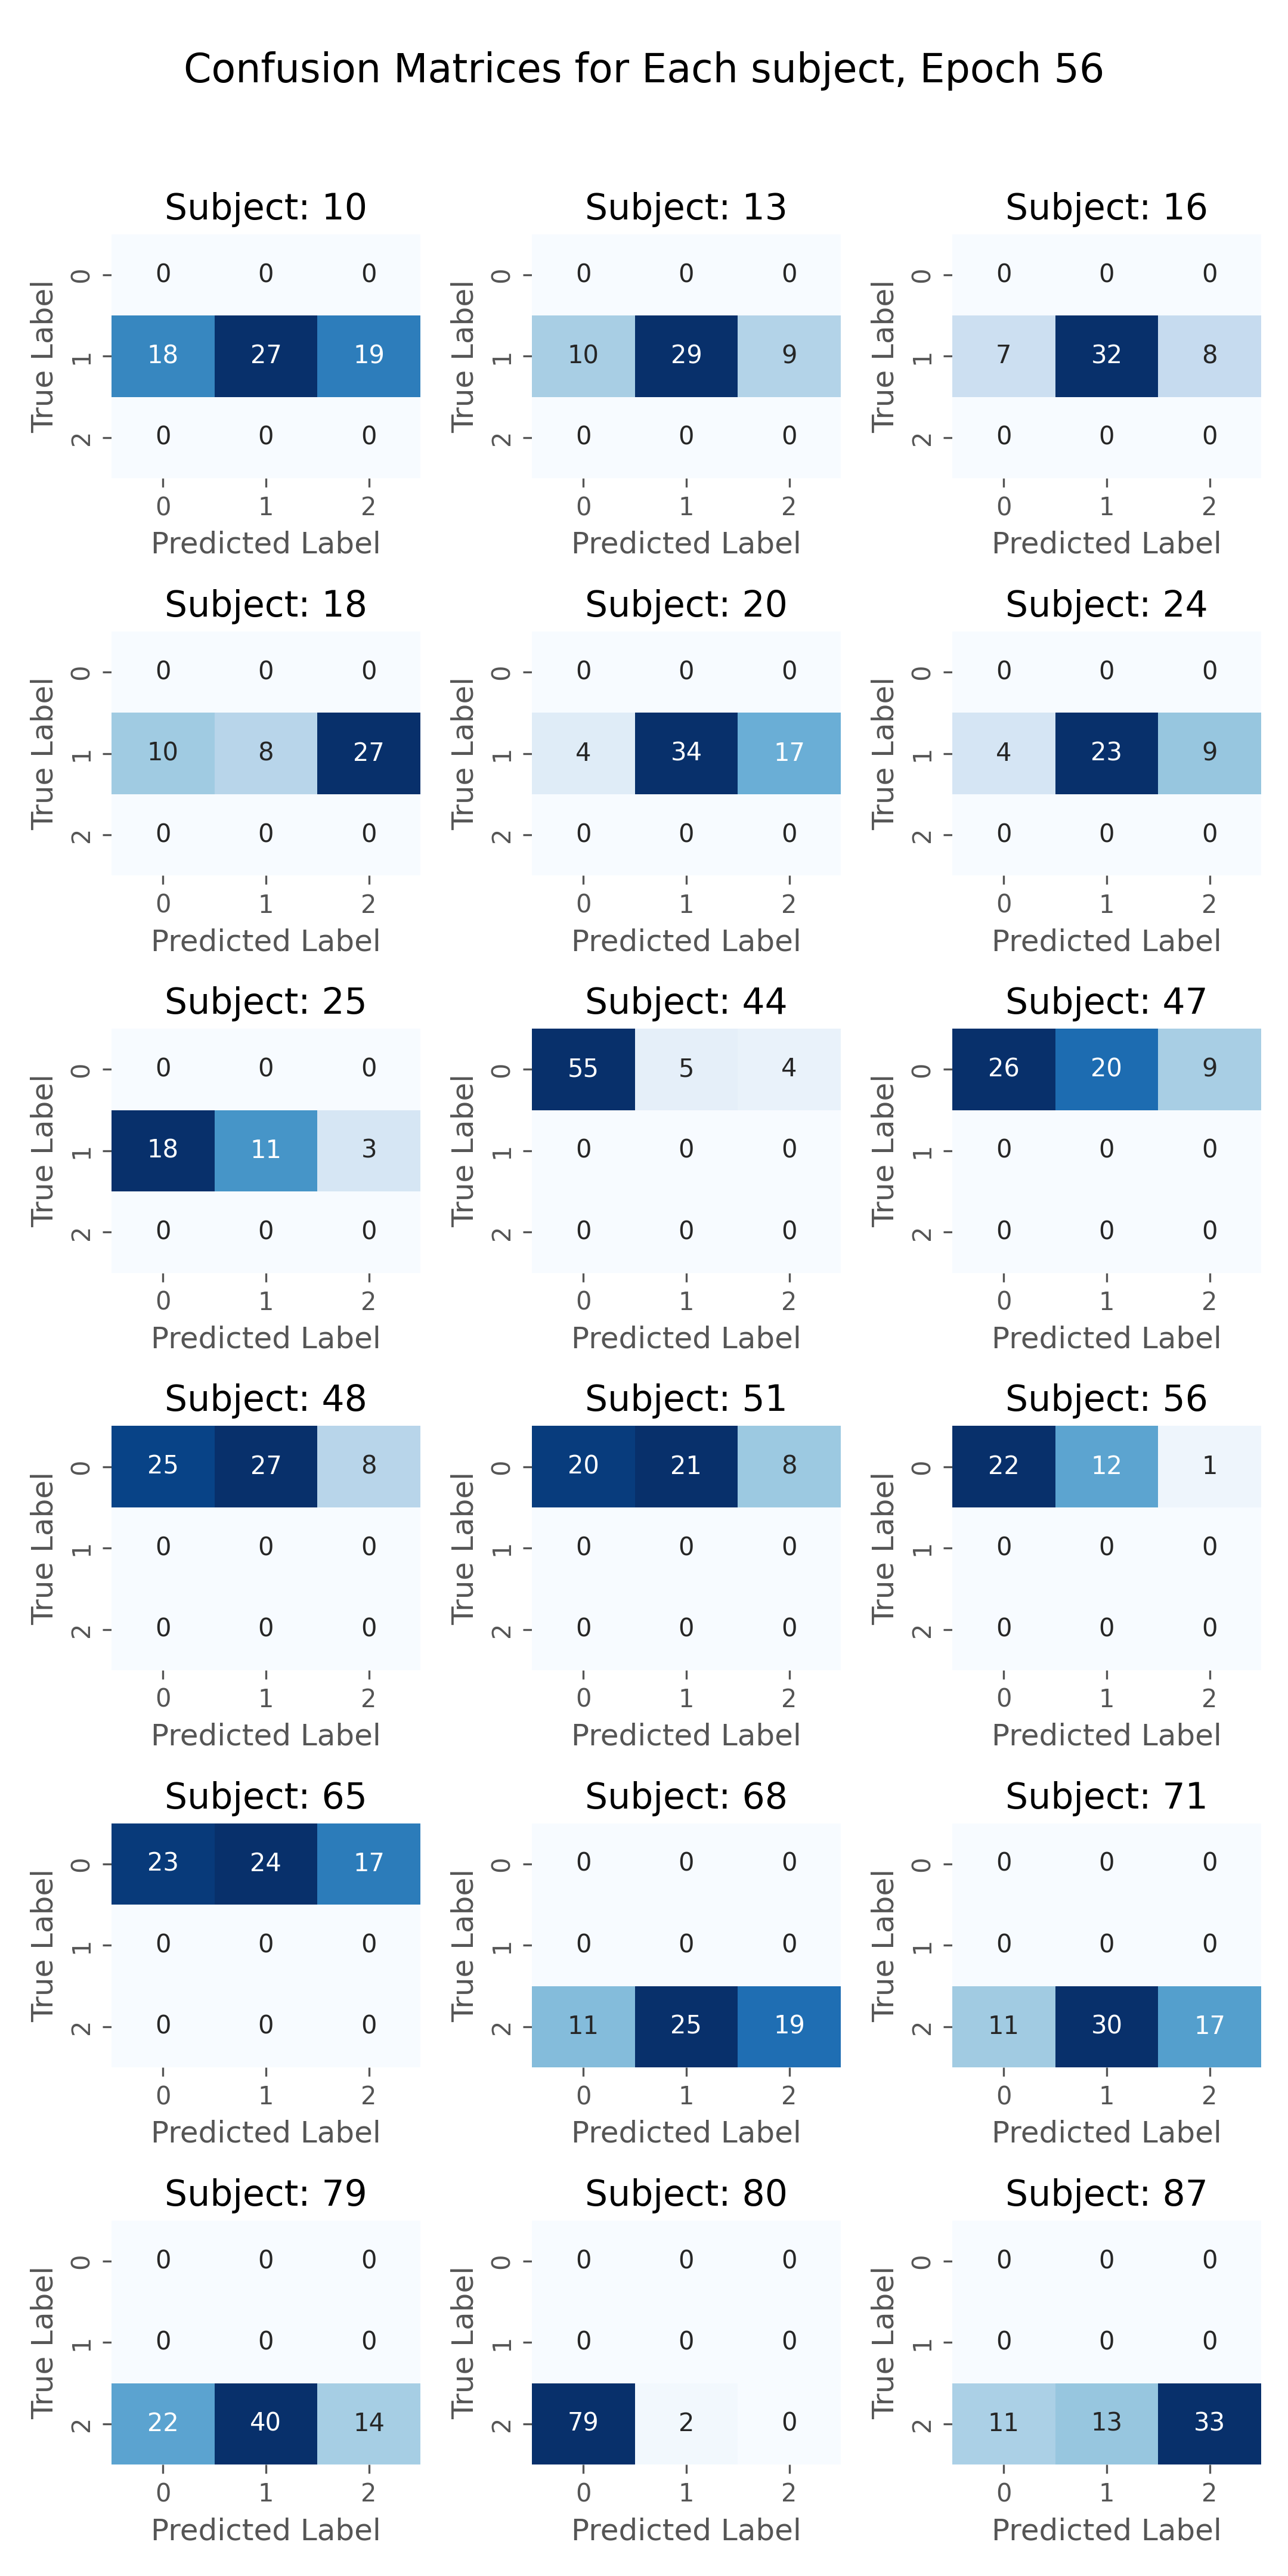 Confusion Matrices for Each subject, Epoch 56
Subject: 10 Subject: 13 Subject: 16
True Label 0 0 0 0 True Label 0 0 0 0 True Label 0 0 0 0
1 18 27 19 1 10 29 9 1 7 32 8
2 0 0 0 2 0 0 0 2 0 0 0
0 1 2 0 1 2 0 1 2
Predicted Label Predicted Label Predicted Label
Subject: 18 Subject: 20 Subject: 24
True Label 0 0 0 0 True Label 0 0 0 0 True Label 0 0 0 0
1 10 8 27 1 4 34 17 1 4 23 9
2 0 0 0 2 0 0 0 2 0 0 0
0 1 2 0 1 2 0 1 2
Predicted Label Predicted Label Predicted Label
Subject: 25 Subject: 44 Subject: 47
True Label 0 0 0 0 True Label 0 55 5 4 True Label 0 26 20 9
1 18 11 3 1 0 0 0 1 0 0 0
2 0 0 0 2 0 0 0 2 0 0 0
0 1 2 0 1 2 0 1 2
Predicted Label Predicted Label Predicted Label
Subject: 48 Subject: 51 Subject: 56
True Label 0 25 27 8 True Label 0 20 21 8 True Label 0 22 12 1
1 0 0 0 1 0 0 0 1 0 0 0
2 0 0 0 2 0 0 0 2 0 0 0
0 1 2 0 1 2 0 1 2
Predicted Label Predicted Label Predicted Label
Subject: 65 Subject: 68 Subject: 71
True Label 0 23 24 17 True Label 0 0 0 0 True Label 0 0 0 0
1 0 0 0 1 0 0 0 1 0 0 0
2 0 0 0 2 11 25 19 2 11 30 17
0 1 2 0 1 2 0 1 2
Predicted Label Predicted Label Predicted Label
Subject: 79 Subject: 80 Subject: 87
True Label 0 0 0 0 True Label 0 0 0 0 True Label 0 0 0 0
1 0 0 0 1 0 0 0 1 0 0 0
2 22 40 14 2 79 2 0 2 11 13 33
0 1 2 0 1 2 0 1 2
Predicted Label Predicted Label Predicted Label